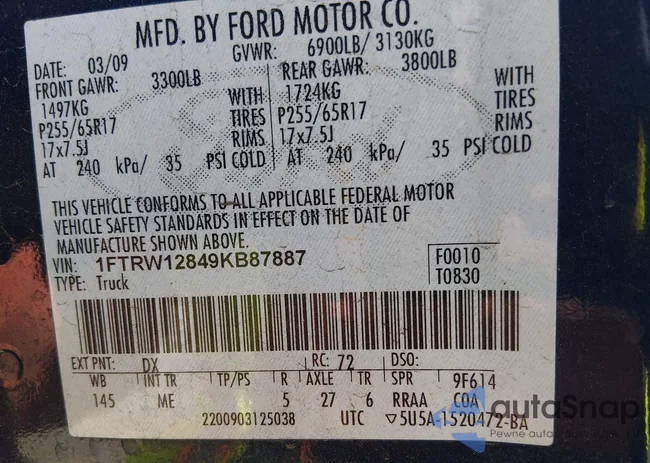 MFD. BY FORD MOTOR CO.
DATE: 03/09 GVWR: 6900LB/ 3130KG
FRONT GAWR: 3300LB REAR GAWR: 3800LB
1497KG WITH 1724KG WITH
P255/65R17 TIRES P255/65R17 TIRES
17x7.5J RIMS 17x7.5J RIMS
AT 240 kPa/ 35 PSI COLD AT 240 kPa/ 35 PSI COLD
THIS VEHICLE CONFORMS TO ALL APPLICABLE FEDERAL MOTOR
VEHICLE SAFETY STANDARDS IN EFFECT ON THE DATE OF
MANUFACTURE SHOWN ABOVE.
VIN: 1FTRW12849KB87887 F0010
TYPE: Truck T0830
EXT PNT: DX RC: 72 DSO:
WB INT TR TP/PS R AXLE TR SPR 9F614
145 ME 5 27 6 RRAA COA
2200903125038 UTC ▽5U5A-1520472-BA
autoSnap
Pewne auto